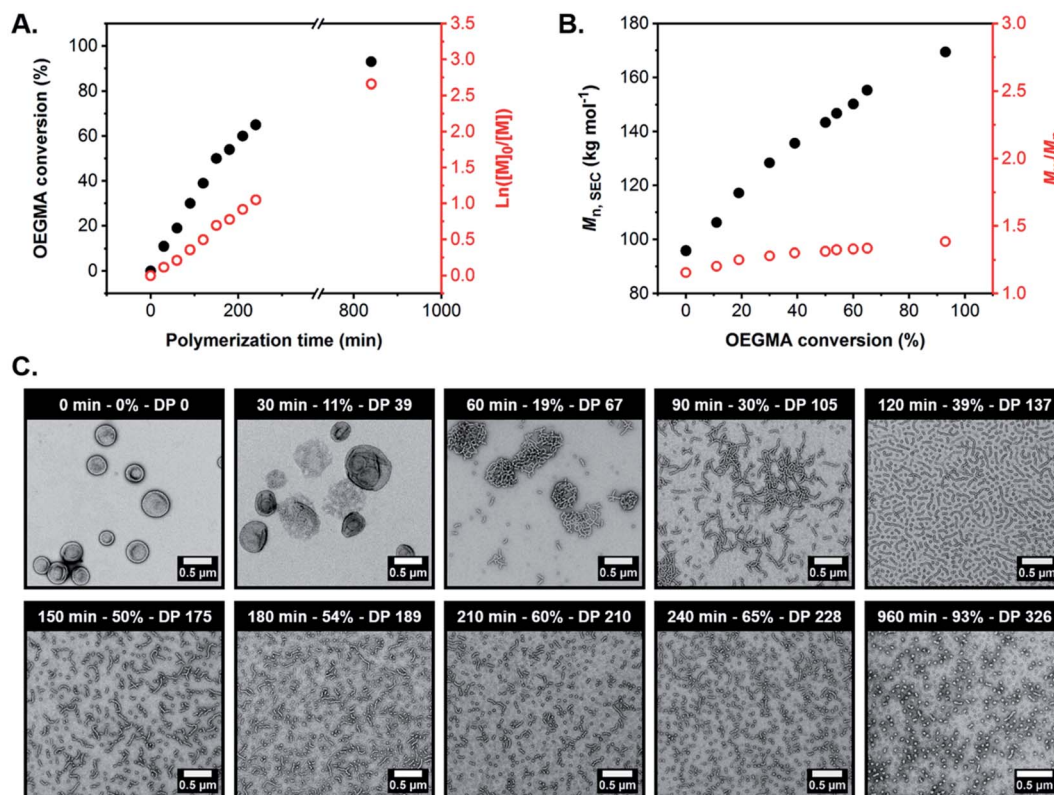 A.
OEGMA conversion (%)
100
80
60
40
20
0
0
200
800
1000
Polymerization time (min)
3.5
3.0
2.5
2.0
1.5
1.0
0.5
0.0
Ln([M]₀/[M])
B.
Mn, SEC (kg mol⁻¹)
180
160
140
120
100
80
0
20
40
60
80
100
OEGMA conversion (%)
3.0
2.5
2.0
1.5
1.0
C.
0 min - 0% - DP 0
30 min - 11% - DP 39
60 min - 19% - DP 67
90 min - 30% - DP 105
120 min - 39% - DP 137
0.5 µm
0.5 µm
0.5 µm
0.5 µm
0.5 µm
150 min - 50% - DP 175
180 min - 54% - DP 189
210 min - 60% - DP 210
240 min - 65% - DP 228
960 min - 93% - DP 326
0.5 µm
0.5 µm
0.5 µm
0.5 µm
0.5 µm